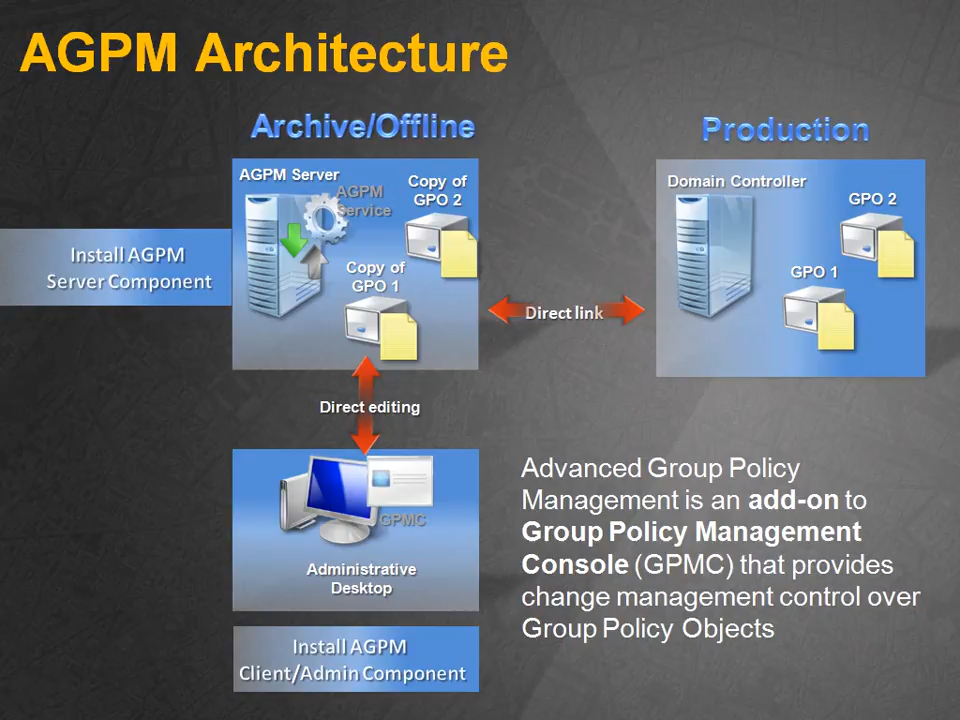 AGPM Architecture
Archive/Offline
Production
AGPM Server
AGPM
Service
Copy of
GPO 2
Copy of
GPO 1
Install AGPM
Server Component
Direct link
Domain Controller
GPO 2
GPO 1
Direct editing
GPMC
Administrative
Desktop
Install AGPM
Client/Admin Component
Advanced Group Policy
Management is an add-on to
Group Policy Management
Console (GPMC) that provides
change management control over
Group Policy Objects